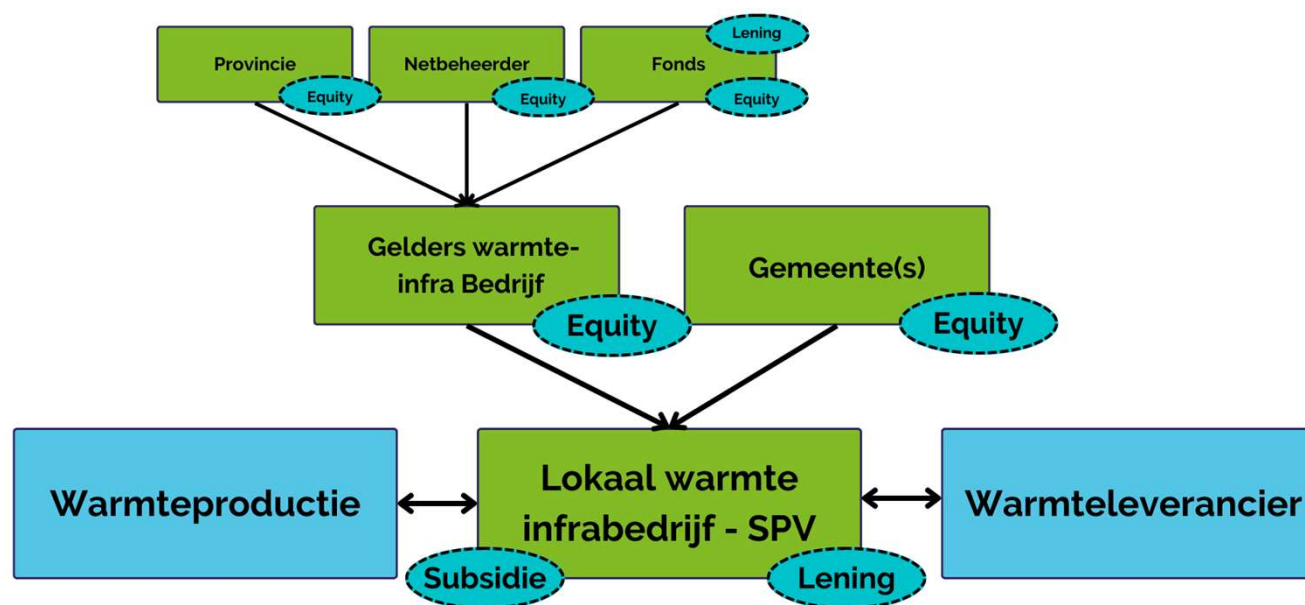 Lening
Provincie
Netbeheerder
Fonds
Equity
Equity
Equity
Gelders warmte-
infra Bedrijf
Gemeente(s)
Equity
Equity
Warmteproductie
Lokaal warmte
infrabedrijf - SPV
Warmteleverancier
Subsidie
Lening